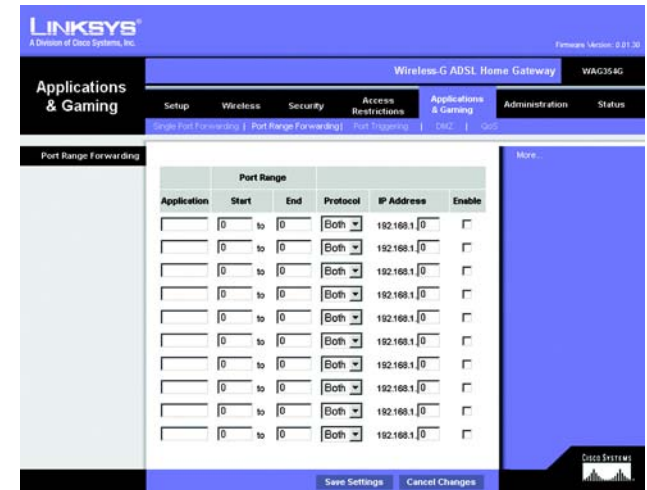 LINKSYS®
A Division of Cisco Systems, Inc.
Firmware Version: 0.01.30
Wireless-G ADSL Home Gateway WAG354G
Applications & Gaming
Setup Wireless Security Access Restrictions Applications & Gaming Administration Status
Single Port Forwarding | Port Range Forwarding | Port Triggering | DMZ | QoS
Port Range Forwarding
More...
Port Range
Application Start End Protocol IP Address Enable
0 to 0 Both 192.168.1. 0
0 to 0 Both 192.168.1. 0
0 to 0 Both 192.168.1. 0
0 to 0 Both 192.168.1. 0
0 to 0 Both 192.168.1. 0
0 to 0 Both 192.168.1. 0
0 to 0 Both 192.168.1. 0
0 to 0 Both 192.168.1. 0
0 to 0 Both 192.168.1. 0
0 to 0 Both 192.168.1. 0
Save Settings Cancel Changes
CISCO SYSTEMS